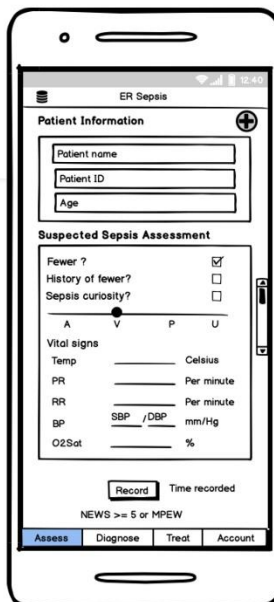 12:40
ER Sepsis
Patient Information
Patient name
Patient ID
Age
Suspected Sepsis Assessment
Fewer ?
History of fewer?
Sepsis curiosity?
A V P U
Vital signs
Temp Celsius
PR Per minute
RR Per minute
BP SBP / DBP mm/Hg
O2Sat %
Record Time recorded
NEWS >= 5 or MPEW
Assess Diagnose Treat Account